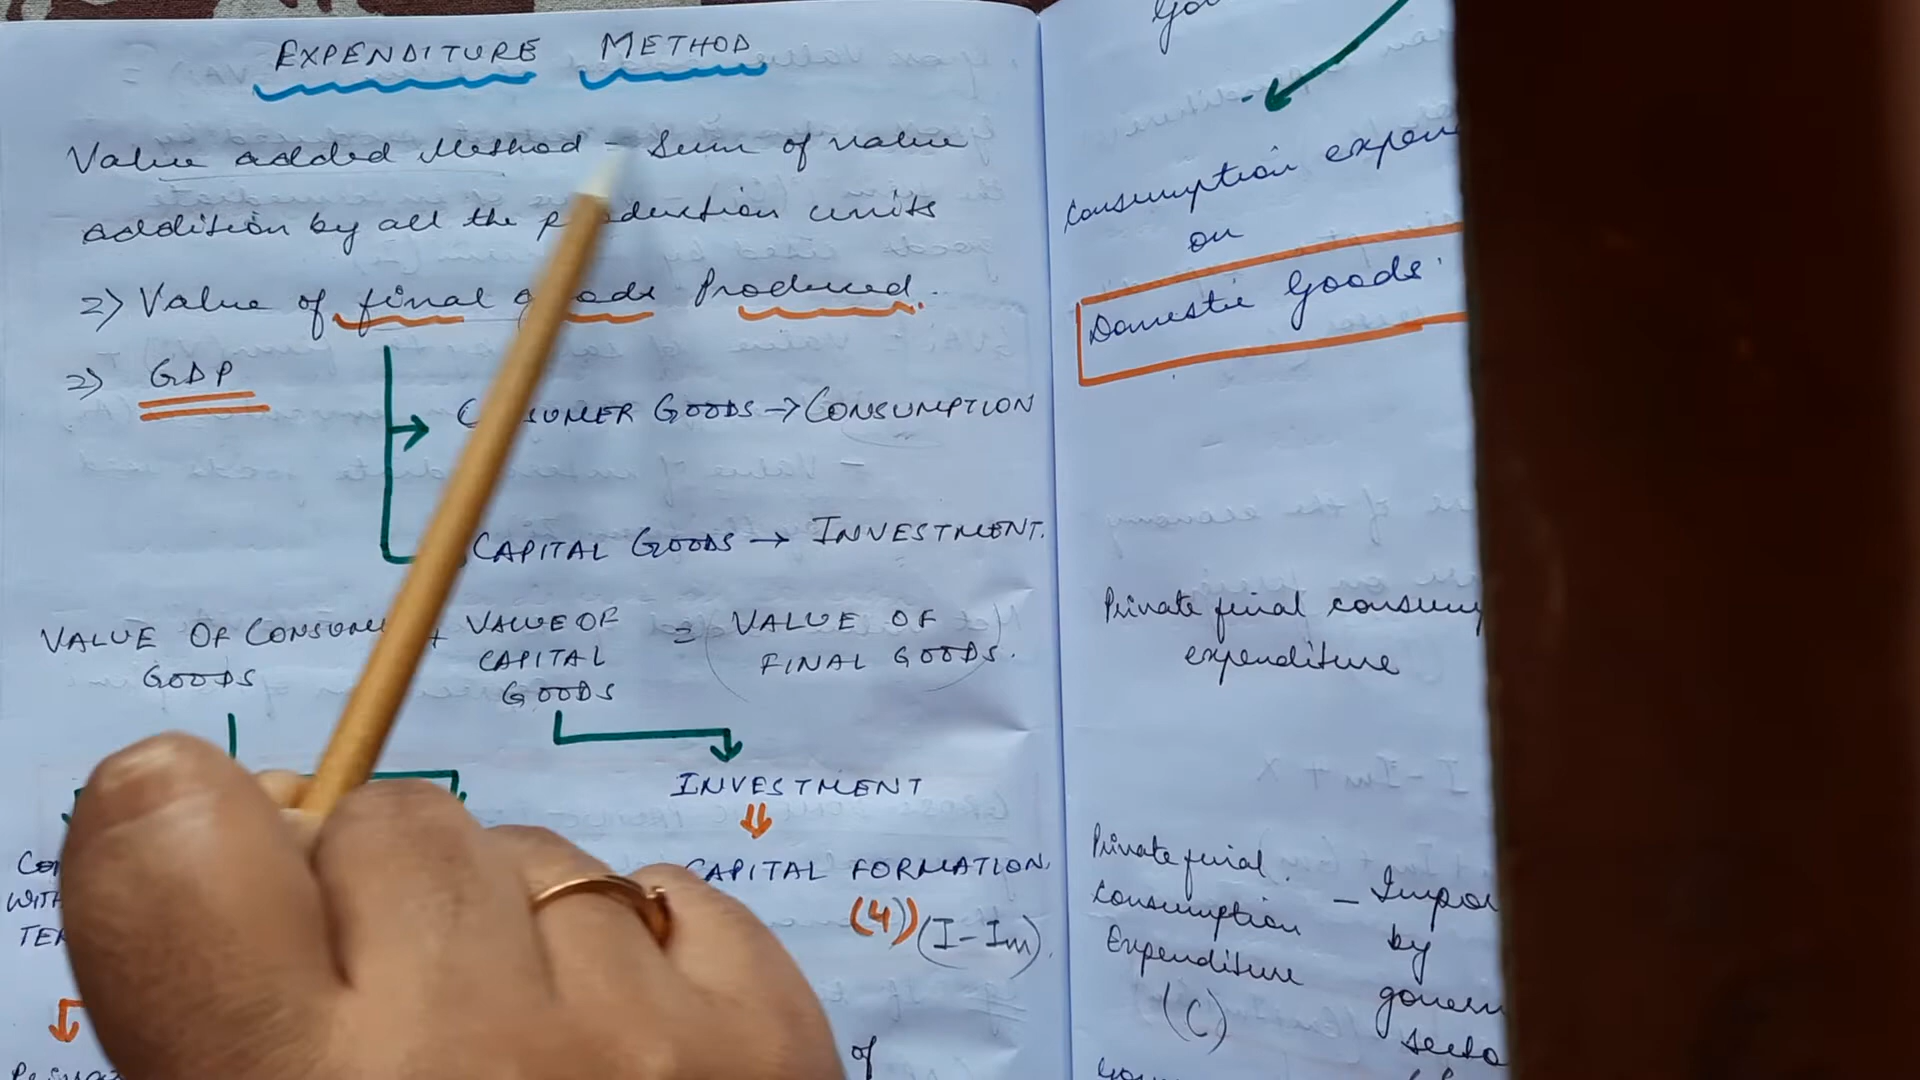 EXPENDITURE METHOD
Value added Method - Sum of value
addition by all the production units
=> Value of final goods Produced.
=> GDP
CONSUMER GOODS → CONSUMPTION
CAPITAL GOODS → INVESTMENT.
VALUE OF CONSUM + VALUE OF = VALUE OF
GOODS CAPITAL FINAL GOODS.
GOODS
INVESTMENT
CAPITAL FORMATION.
(4) (I-Im).
WITH
of
Consumption expen
on
Domestic Goods.
Private final consum
expenditure
Private final
Consumption - Impor
Expenditure by
(C) govern